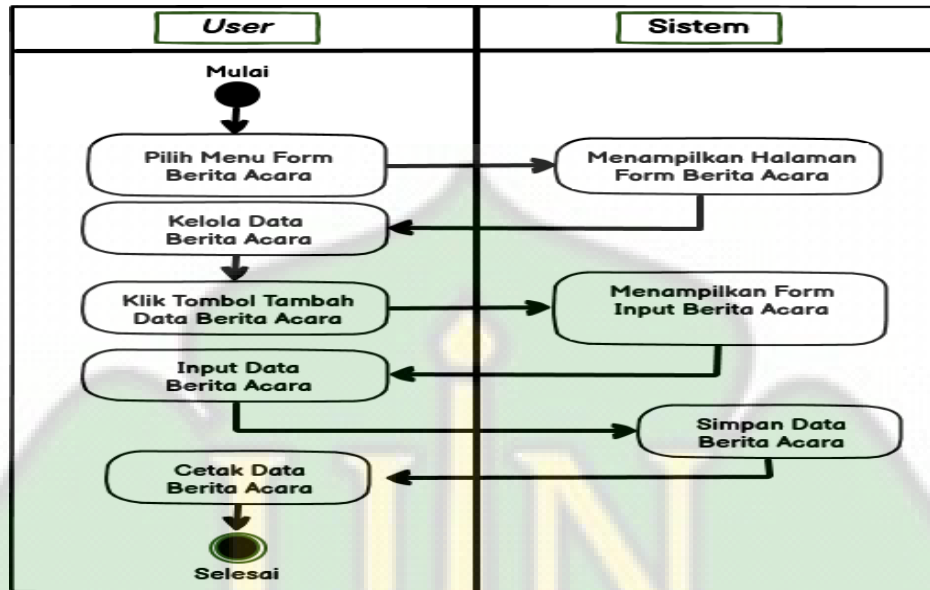 User
Sistem
Mulai
Pilih Menu Form
Berita Acara
Menampilkan Halaman
Form Berita Acara
Kelola Data
Berita Acara
Klik Tombol Tambah
Data Berita Acara
Menampilkan Form
Input Berita Acara
Input Data
Berita Acara
Simpan Data
Berita Acara
Cetak Data
Berita Acara
Selesai
UIN